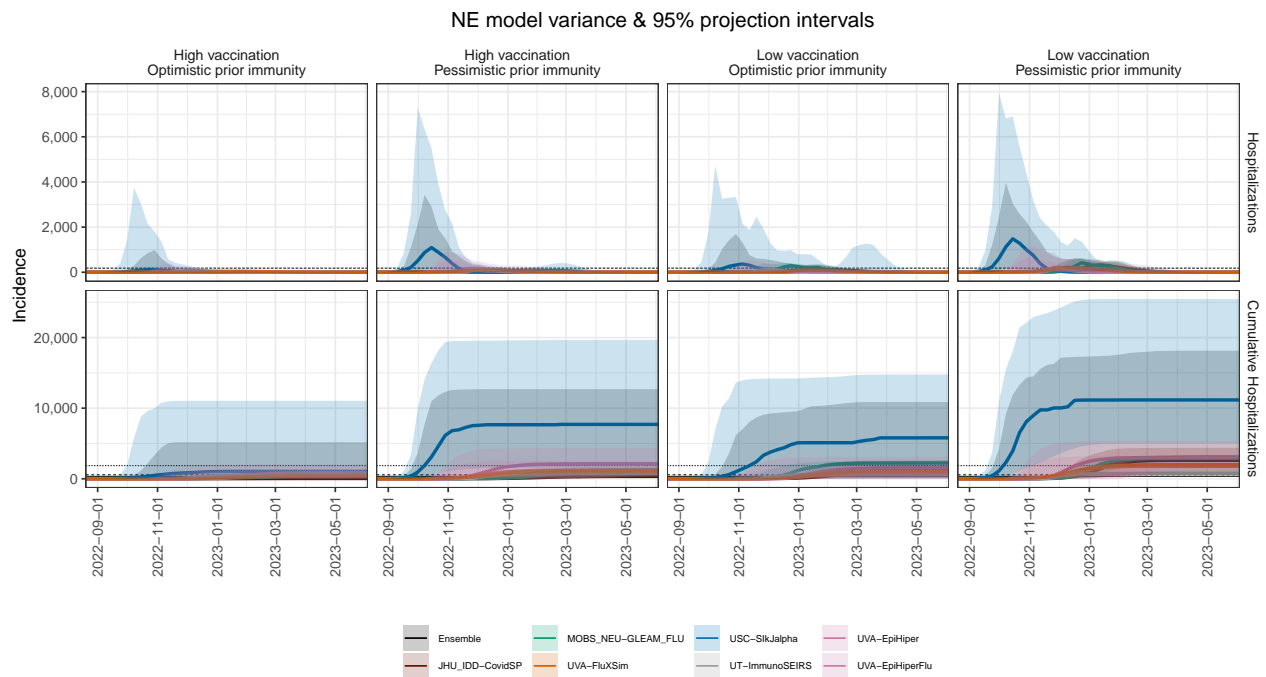 NE model variance & 95% projection intervals
High vaccination
Optimistic prior immunity
High vaccination
Pessimistic prior immunity
Low vaccination
Optimistic prior immunity
Low vaccination
Pessimistic prior immunity
8,000
6,000
4,000
2,000
0
Hospitalizations
Incidence
20,000
10,000
0
Cumulative Hospitalizations
2022−09−01
2022−11−01
2023−01−01
2023−03−01
2023−05−01
2022−09−01
2022−11−01
2023−01−01
2023−03−01
2023−05−01
2022−09−01
2022−11−01
2023−01−01
2023−03−01
2023−05−01
2022−09−01
2022−11−01
2023−01−01
2023−03−01
2023−05−01
Ensemble
MOBS_NEU−GLEAM_FLU
USC−SIkJalpha
UVA−EpiHiper
JHU_IDD−CovidSP
UVA−FluXSim
UT−ImmunoSEIRS
UVA−EpiHiperFlu